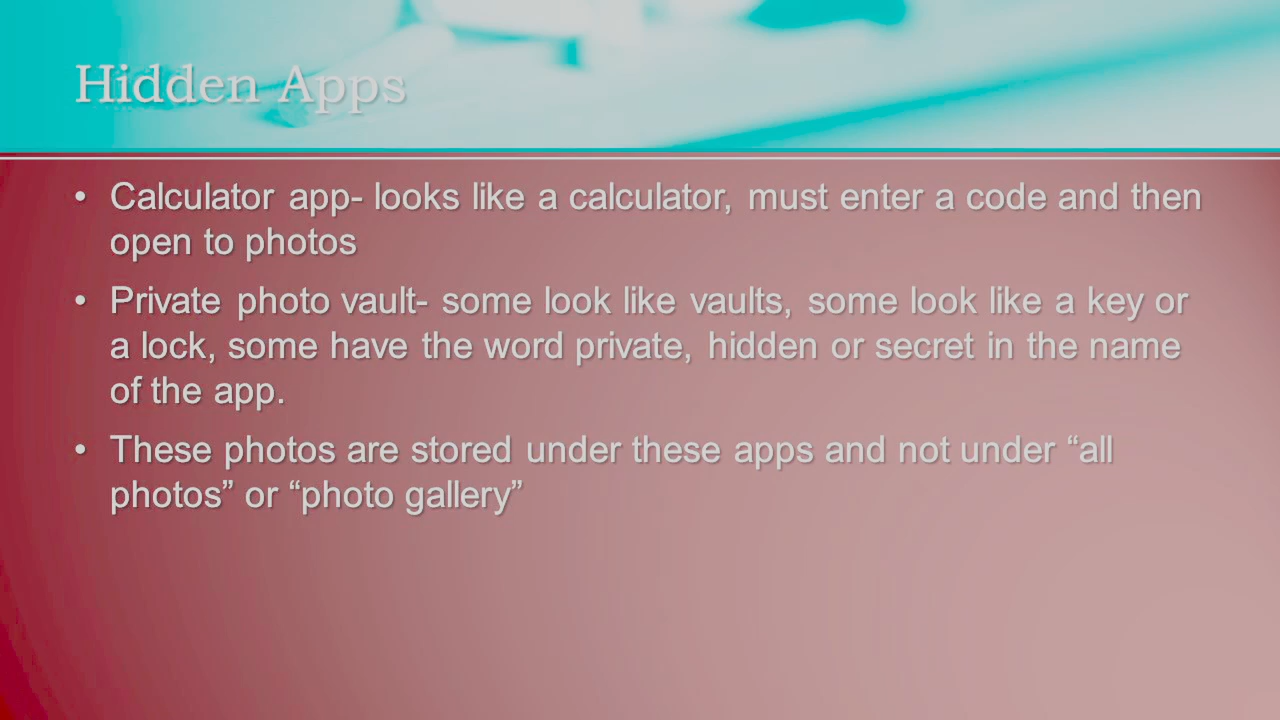 Hidden Apps
• Calculator app- looks like a calculator, must enter a code and then
open to photos
• Private photo vault- some look like vaults, some look like a key or
a lock, some have the word private, hidden or secret in the name
of the app.
• These photos are stored under these apps and not under “all
photos” or “photo gallery”